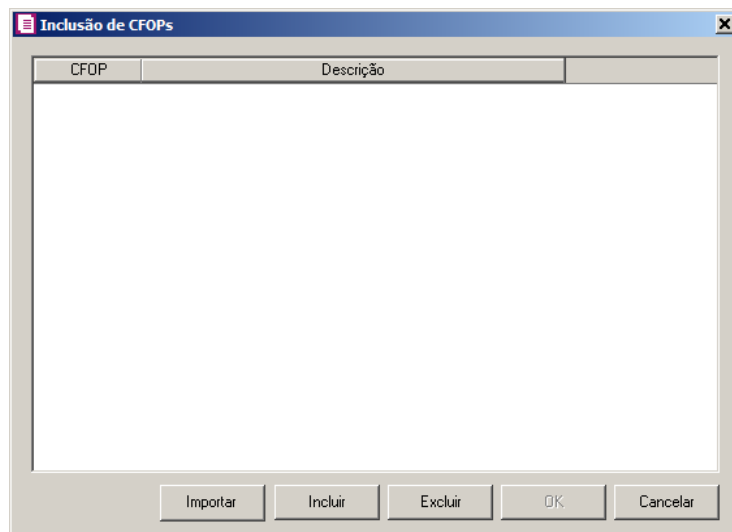 Inclusão de CFOPs
CFOP Descrição
Importar Incluir Excluir OK Cancelar